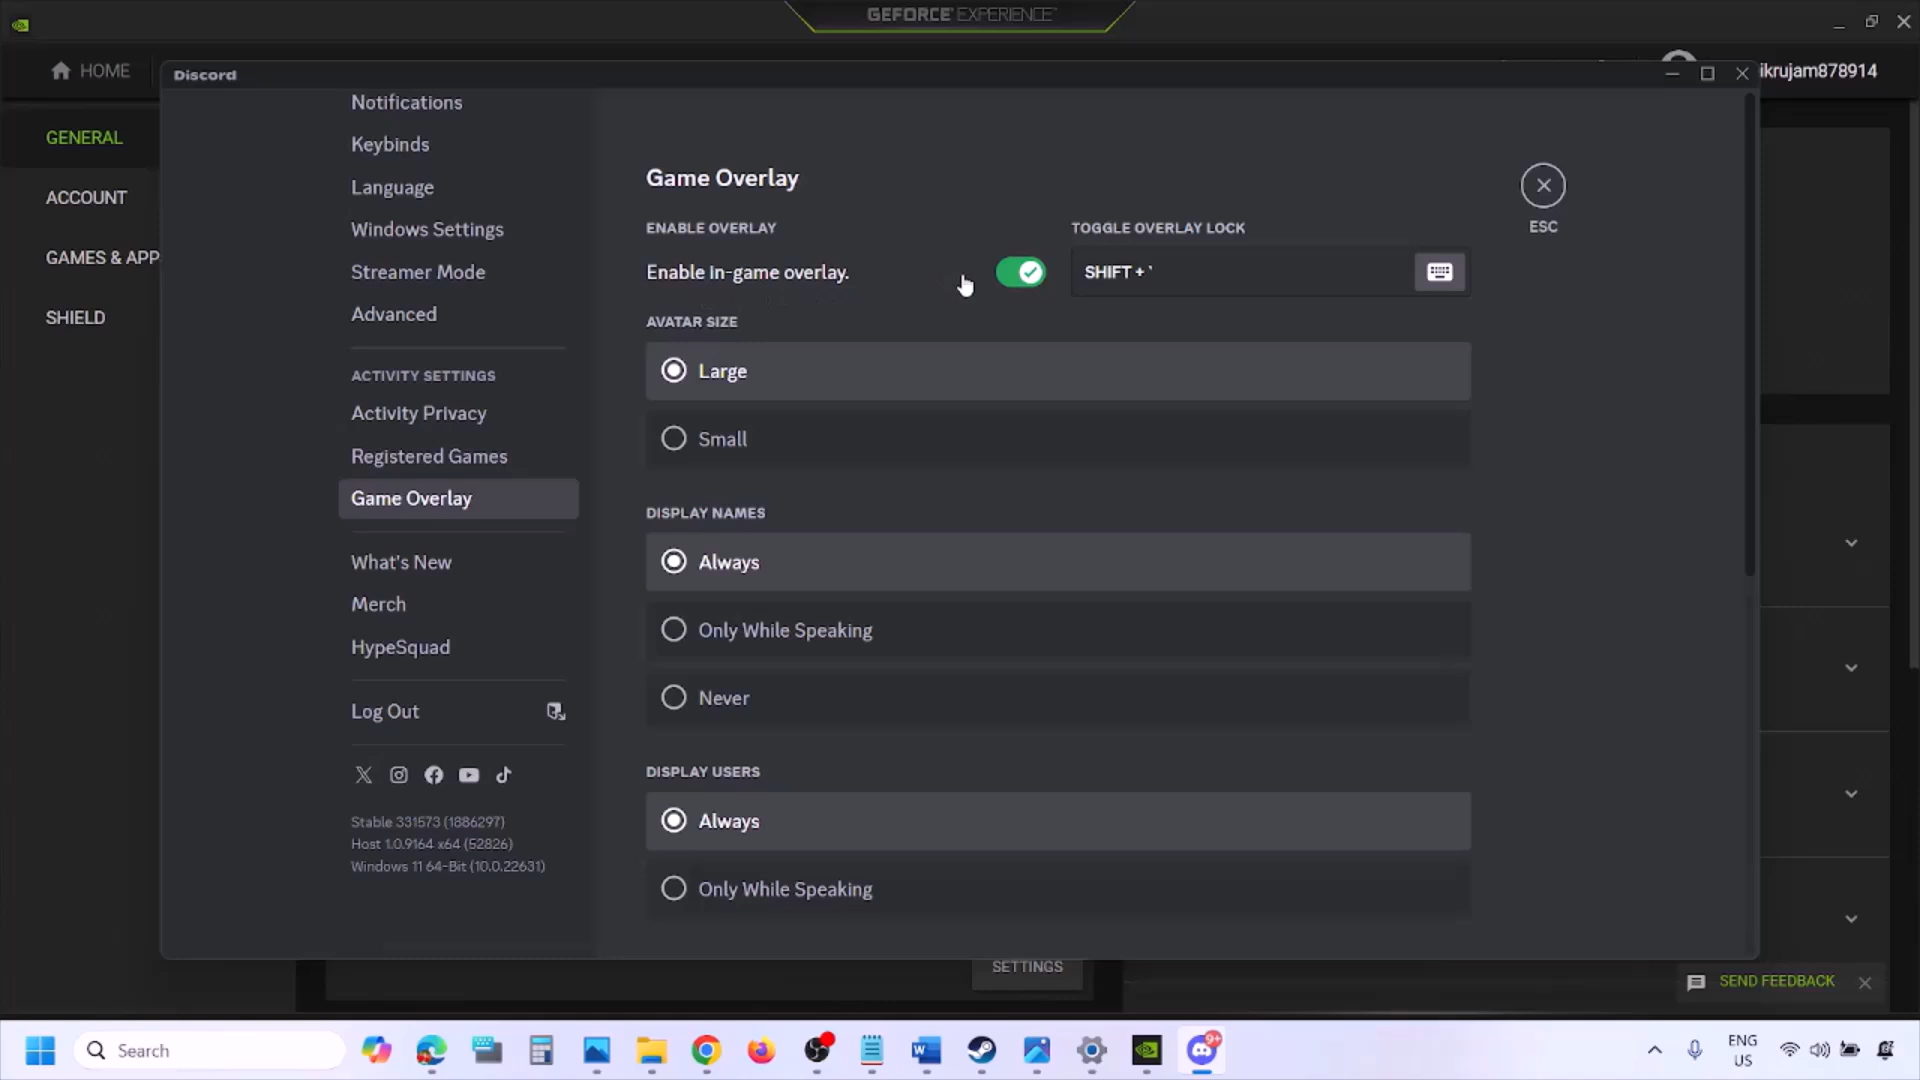 GEFORCE EXPERIENCE
HOME
ikrujam878914
GENERAL
ACCOUNT
GAMES & APP
SHIELD
Discord
Notifications
Keybinds
Language
Windows Settings
Streamer Mode
Advanced
ACTIVITY SETTINGS
Activity Privacy
Registered Games
Game Overlay
What's New
Merch
HypeSquad
Log Out
Stable 331573 (1886297)
Host 1.0.9164 x64 (52826)
Windows 11 64-Bit (10.0.22631)
Game Overlay
ENABLE OVERLAY
Enable in-game overlay.
TOGGLE OVERLAY LOCK
SHIFT + `
ESC
AVATAR SIZE
Large
Small
DISPLAY NAMES
Always
Only While Speaking
Never
DISPLAY USERS
Always
Only While Speaking
SETTINGS
SEND FEEDBACK
Search
9+
ENG
US